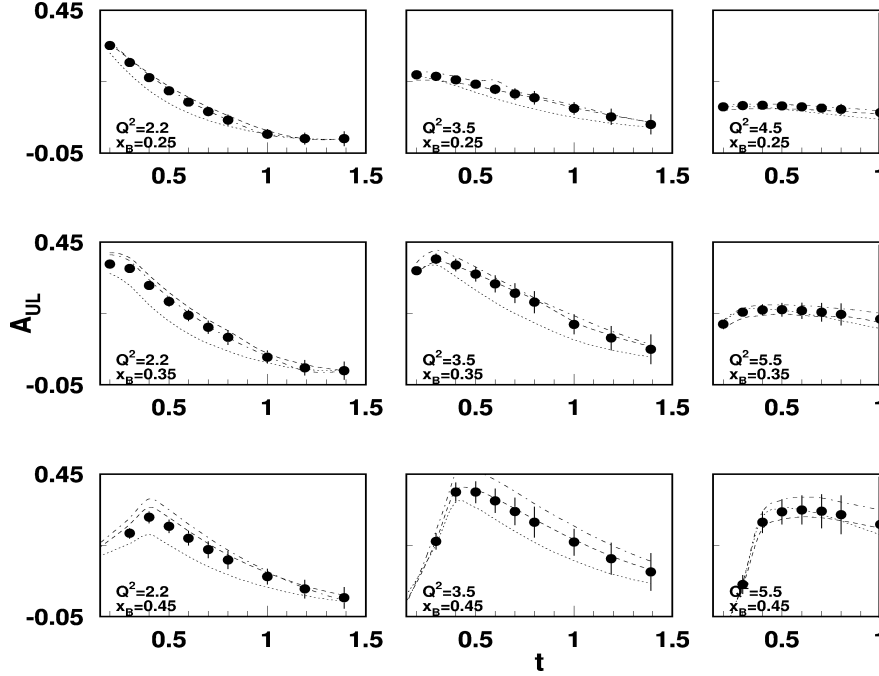 0.45
-0.05
Q²=2.2
x_B=0.25
0.5 1 1.5
Q²=3.5
x_B=0.25
0.5 1 1.5
Q²=4.5
x_B=0.25
0.5 1
A_UL
0.45
-0.05
Q²=2.2
x_B=0.35
0.5 1 1.5
Q²=3.5
x_B=0.35
0.5 1 1.5
Q²=5.5
x_B=0.35
0.5 1
0.45
-0.05
Q²=2.2
x_B=0.45
0.5 1 1.5
Q²=3.5
x_B=0.45
0.5 1 1.5
Q²=5.5
x_B=0.45
0.5 1
t